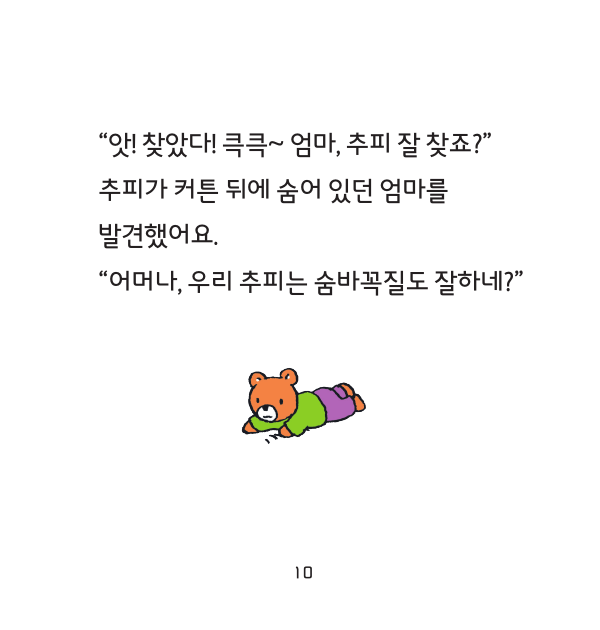 “앗! 찾았다! 큭큭~ 엄마, 추피 잘 찾죠?”
추피가 커튼 뒤에 숨어 있던 엄마를
발견했어요.
“어머나, 우리 추피는 숨바꼭질도 잘하네?”
10